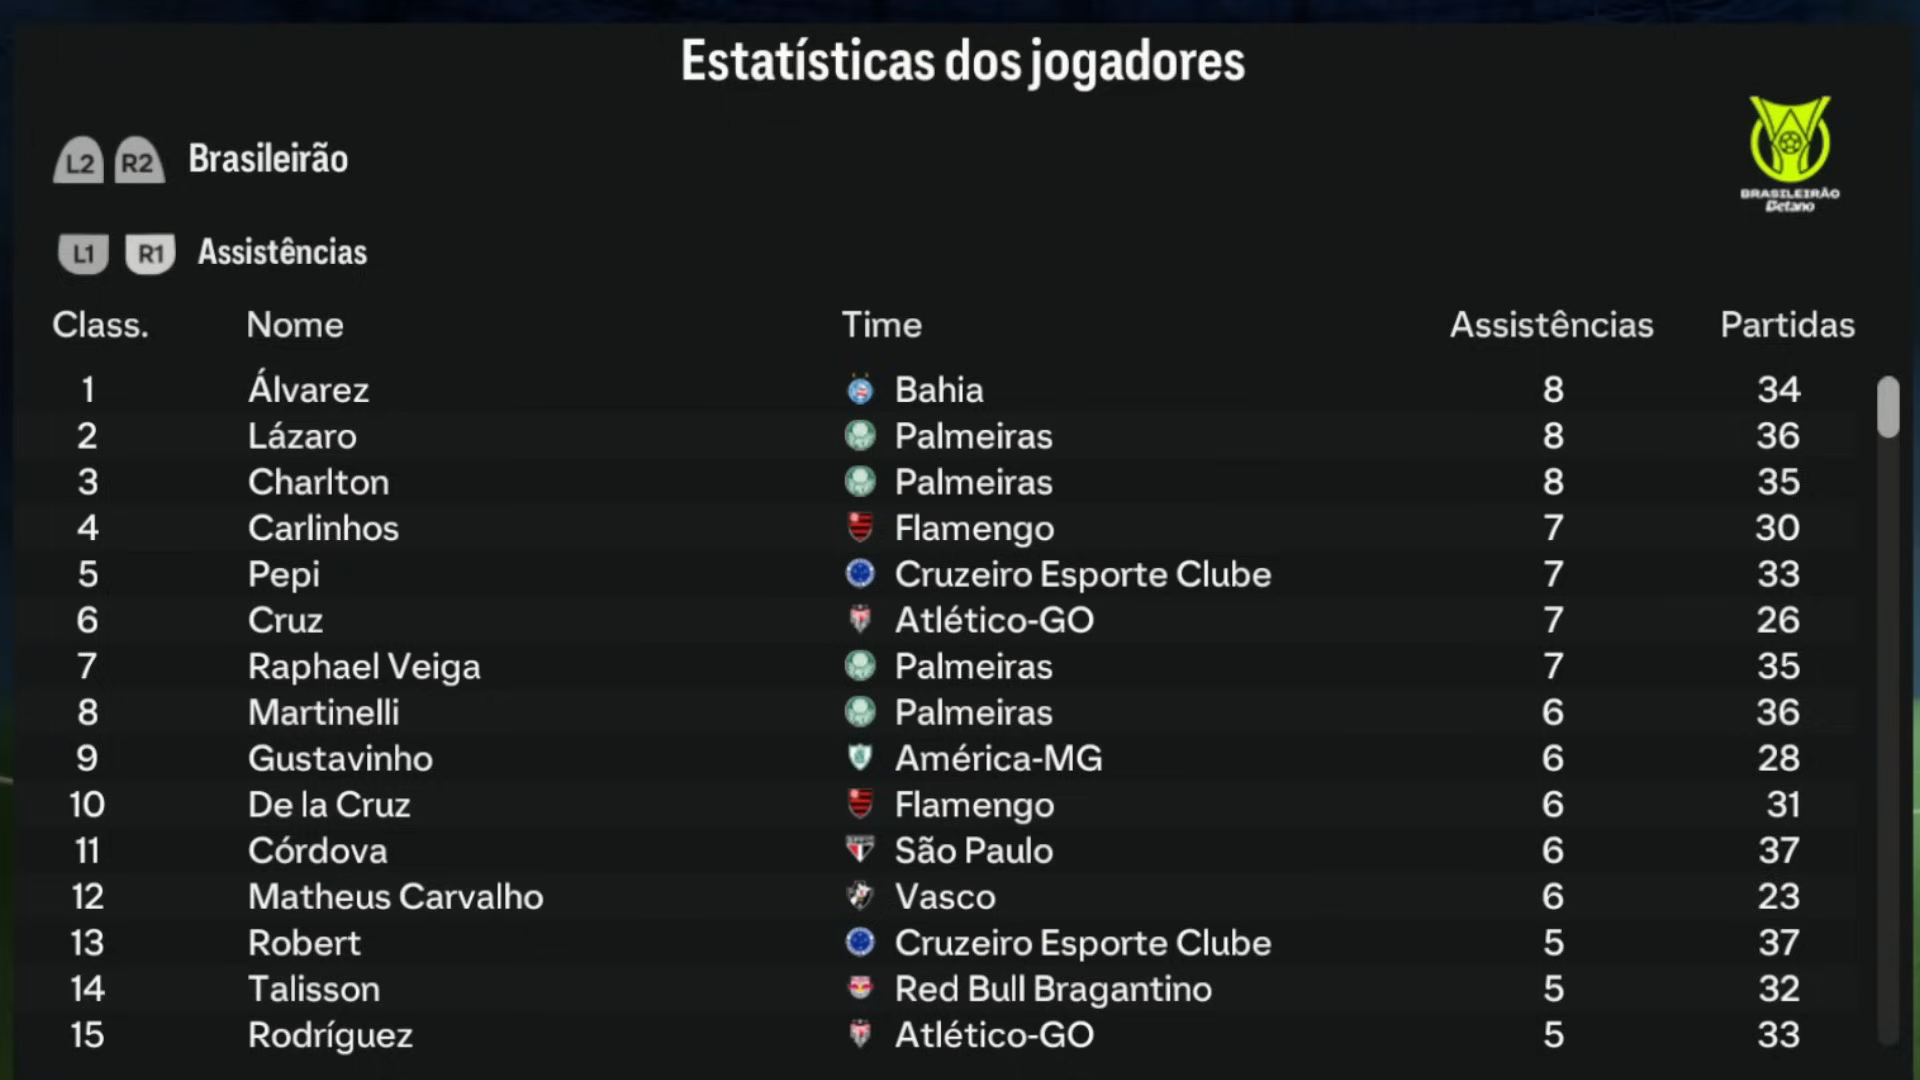 Estatísticas dos jogadores
L2 R2 Brasileirão
BRASILEIRÃO
Betano
L1 R1 Assistências
Class. Nome Time Assistências Partidas
1 Álvarez Bahia 8 34
2 Lázaro Palmeiras 8 36
3 Charlton Palmeiras 8 35
4 Carlinhos Flamengo 7 30
5 Pepi Cruzeiro Esporte Clube 7 33
6 Cruz Atlético-GO 7 26
7 Raphael Veiga Palmeiras 7 35
8 Martinelli Palmeiras 6 36
9 Gustavinho América-MG 6 28
10 De la Cruz Flamengo 6 31
11 Córdova São Paulo 6 37
12 Matheus Carvalho Vasco 6 23
13 Robert Cruzeiro Esporte Clube 5 37
14 Talisson Red Bull Bragantino 5 32
15 Rodríguez Atlético-GO 5 33